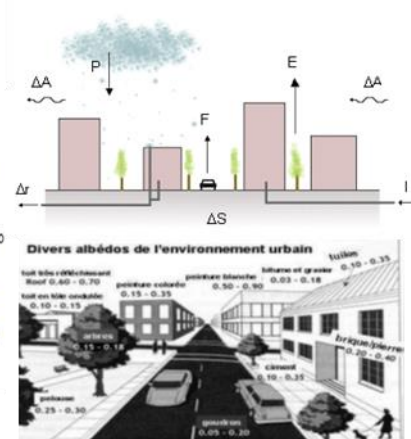 P
E
ΔA
ΔA
F
Δr
I
ΔS
Divers albédos de l'environnement urbain
toit très réfléchissant
Roof 0.60 - 0.70
toit en tôle ondulée
0.10 - 0.15
peinture colorée
0.15 - 0.35
peinture blanche
0.50 - 0.90
bitume et gravier
0.03 - 0.18
tuiles
0.10 - 0.35
arbres
0.15 - 0.18
brique/pierre
0.20 - 0.40
ciment
0.10 - 0.35
pelouse
0.25 - 0.30
goudron
0.05 - 0.20